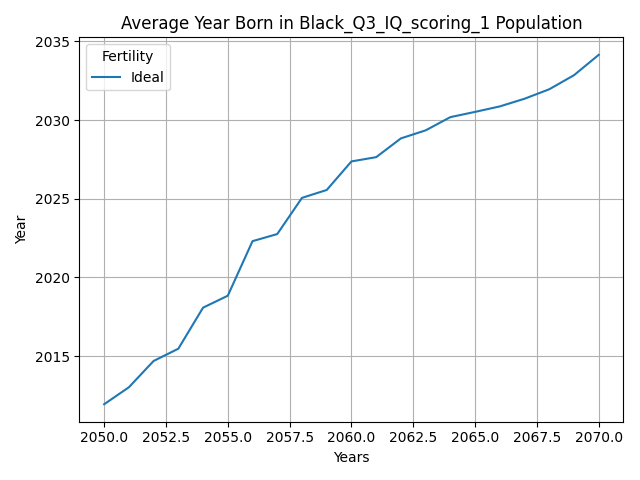 Average Year Born in Black_Q3_IQ_scoring_1 Population
Year
2035
2030
2025
2020
2015
Fertility
Ideal
2050.0 2052.5 2055.0 2057.5 2060.0 2062.5 2065.0 2067.5 2070.0
Years